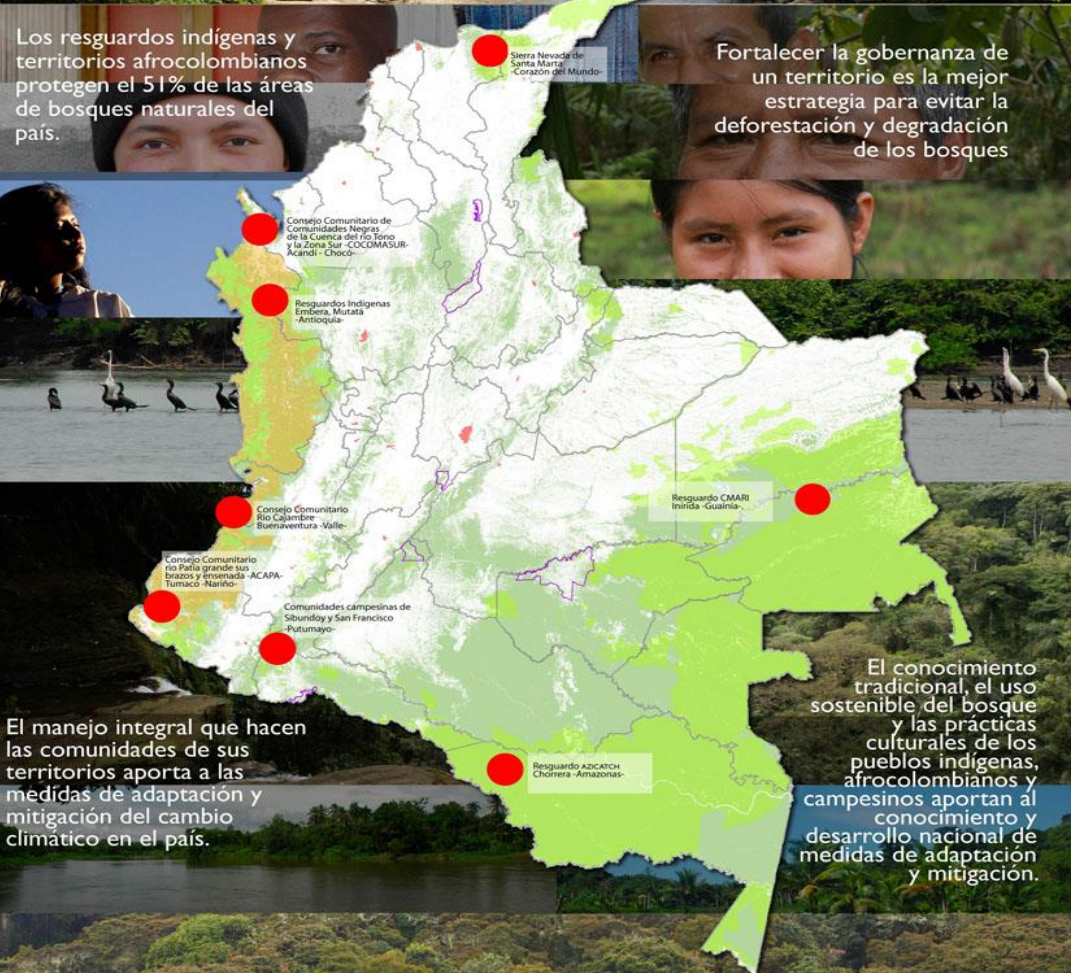 Los resguardos indígenas y
territorios afrocolombianos
protegen el 51% de las áreas
de bosques naturales del
país.
Sierra Nevada de
Santa Marta
-Corazón del Mundo-
Fortalecer la gobernanza de
un territorio es la mejor
estrategia para evitar la
deforestación y degradación
de los bosques
Consejo Comunitario de
Comunidades Negras
de la Cuenca del río Tono
y la Zona Sur -COCOMASUR-
Acandí - Chocó-
Resguardos Indígenas
Embera, Mutatá
-Antioquia-
Resguardo CMARI
Inirida -Guainía-.
Consejo Comunitario
Río Cajambre
Buenaventura -Valle-
Consejo Comunitario
río Patía grande sus
brazos y ensenada -ACAPA-
Tumaco -Nariño-
Comunidades campesinas de
Sibundoy y San Francisco
-Putumayo-
Resguardo AZICATCH
Chorrera -Amazonas-
El manejo integral que hacen
las comunidades de sus
territorios aporta a las
medidas de adaptación y
mitigación del cambio
climático en el país.
El conocimiento
tradicional, el uso
sostenible del bosque
y las prácticas
culturales de los
pueblos indígenas,
afrocolombianos y
campesinos aportan al
conocimiento y
desarrollo nacional de
medidas de adaptación
y mitigación.